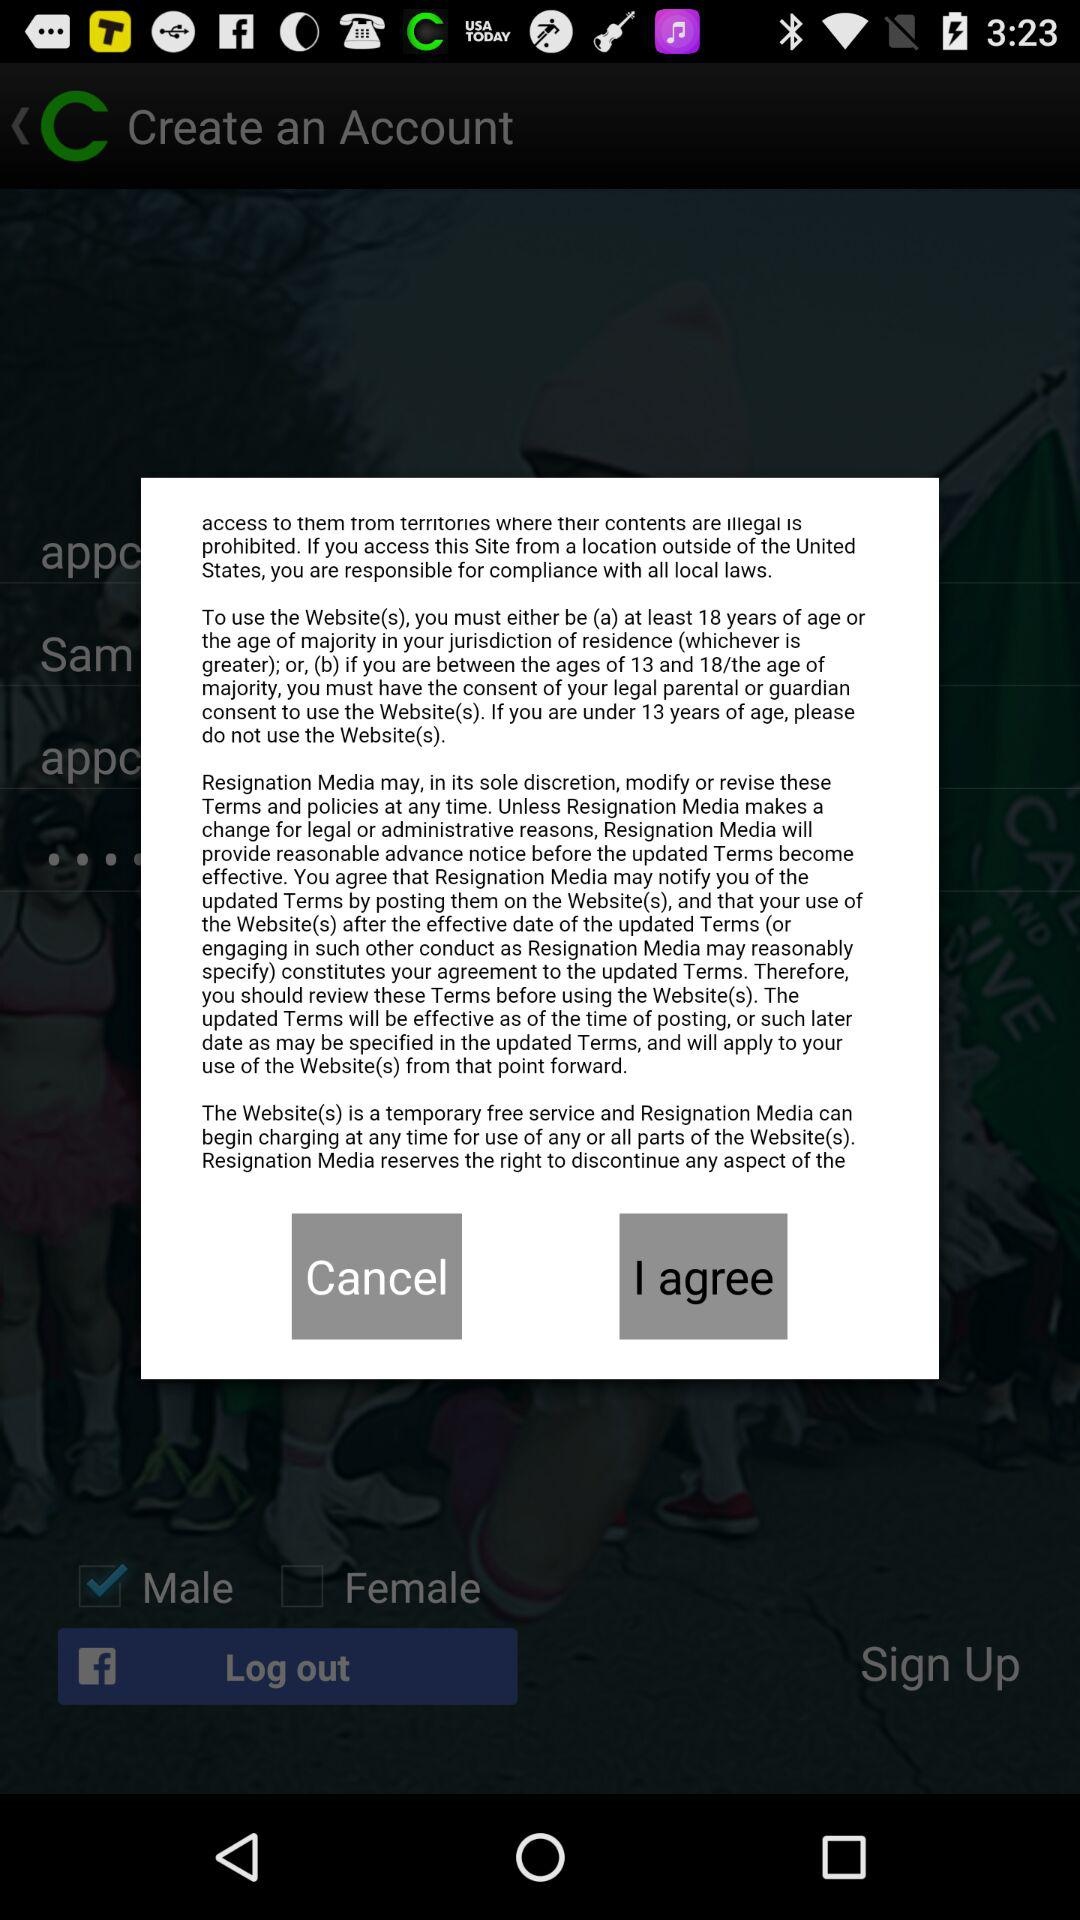 USA TODAY 3:23
Create an Account
appc
Sam
appc
access to them from territories where their contents are illegal is
prohibited. If you access this Site from a location outside of the United
States, you are responsible for compliance with all local laws.
To use the Website(s), you must either be (a) at least 18 years of age or
the age of majority in your jurisdiction of residence (whichever is
greater); or, (b) if you are between the ages of 13 and 18/the age of
majority, you must have the consent of your legal parental or guardian
consent to use the Website(s). If you are under 13 years of age, please
do not use the Website(s).
Resignation Media may, in its sole discretion, modify or revise these
Terms and policies at any time. Unless Resignation Media makes a
change for legal or administrative reasons, Resignation Media will
provide reasonable advance notice before the updated Terms become
effective. You agree that Resignation Media may notify you of the
updated Terms by posting them on the Website(s), and that your use of
the Website(s) after the effective date of the updated Terms (or
engaging in such other conduct as Resignation Media may reasonably
specify) constitutes your agreement to the updated Terms. Therefore,
you should review these Terms before using the Website(s). The
updated Terms will be effective as of the time of posting, or such later
date as may be specified in the updated Terms, and will apply to your
use of the Website(s) from that point forward.
The Website(s) is a temporary free service and Resignation Media can
begin charging at any time for use of any or all parts of the Website(s).
Resignation Media reserves the right to discontinue any aspect of the
Cancel
I agree
AND
Male
Female
Log out
Sign Up